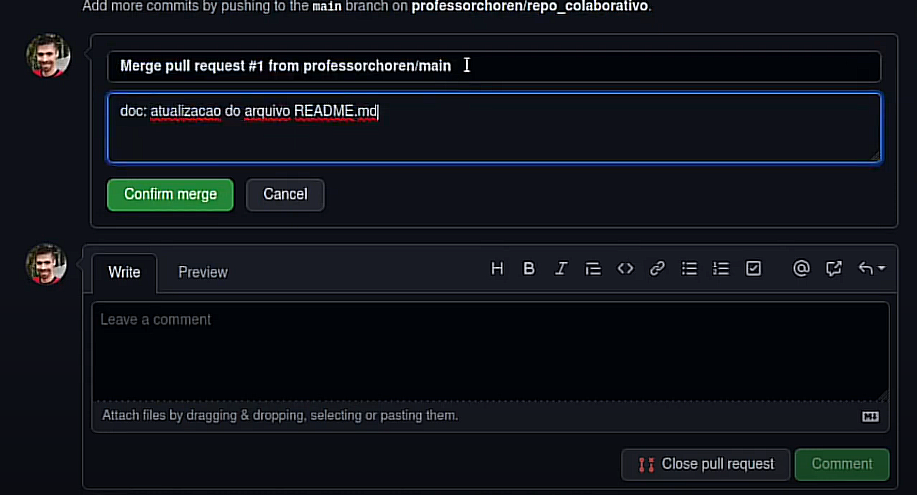 Add more commits by pushing to the main branch on professorchoren/repo_colaborativo.
Merge pull request #1 from professorchoren/main
doc: atualizacao do arquivo README.md
Confirm merge Cancel
Write Preview H B I @
Leave a comment
Attach files by dragging & dropping, selecting or pasting them.
Close pull request Comment